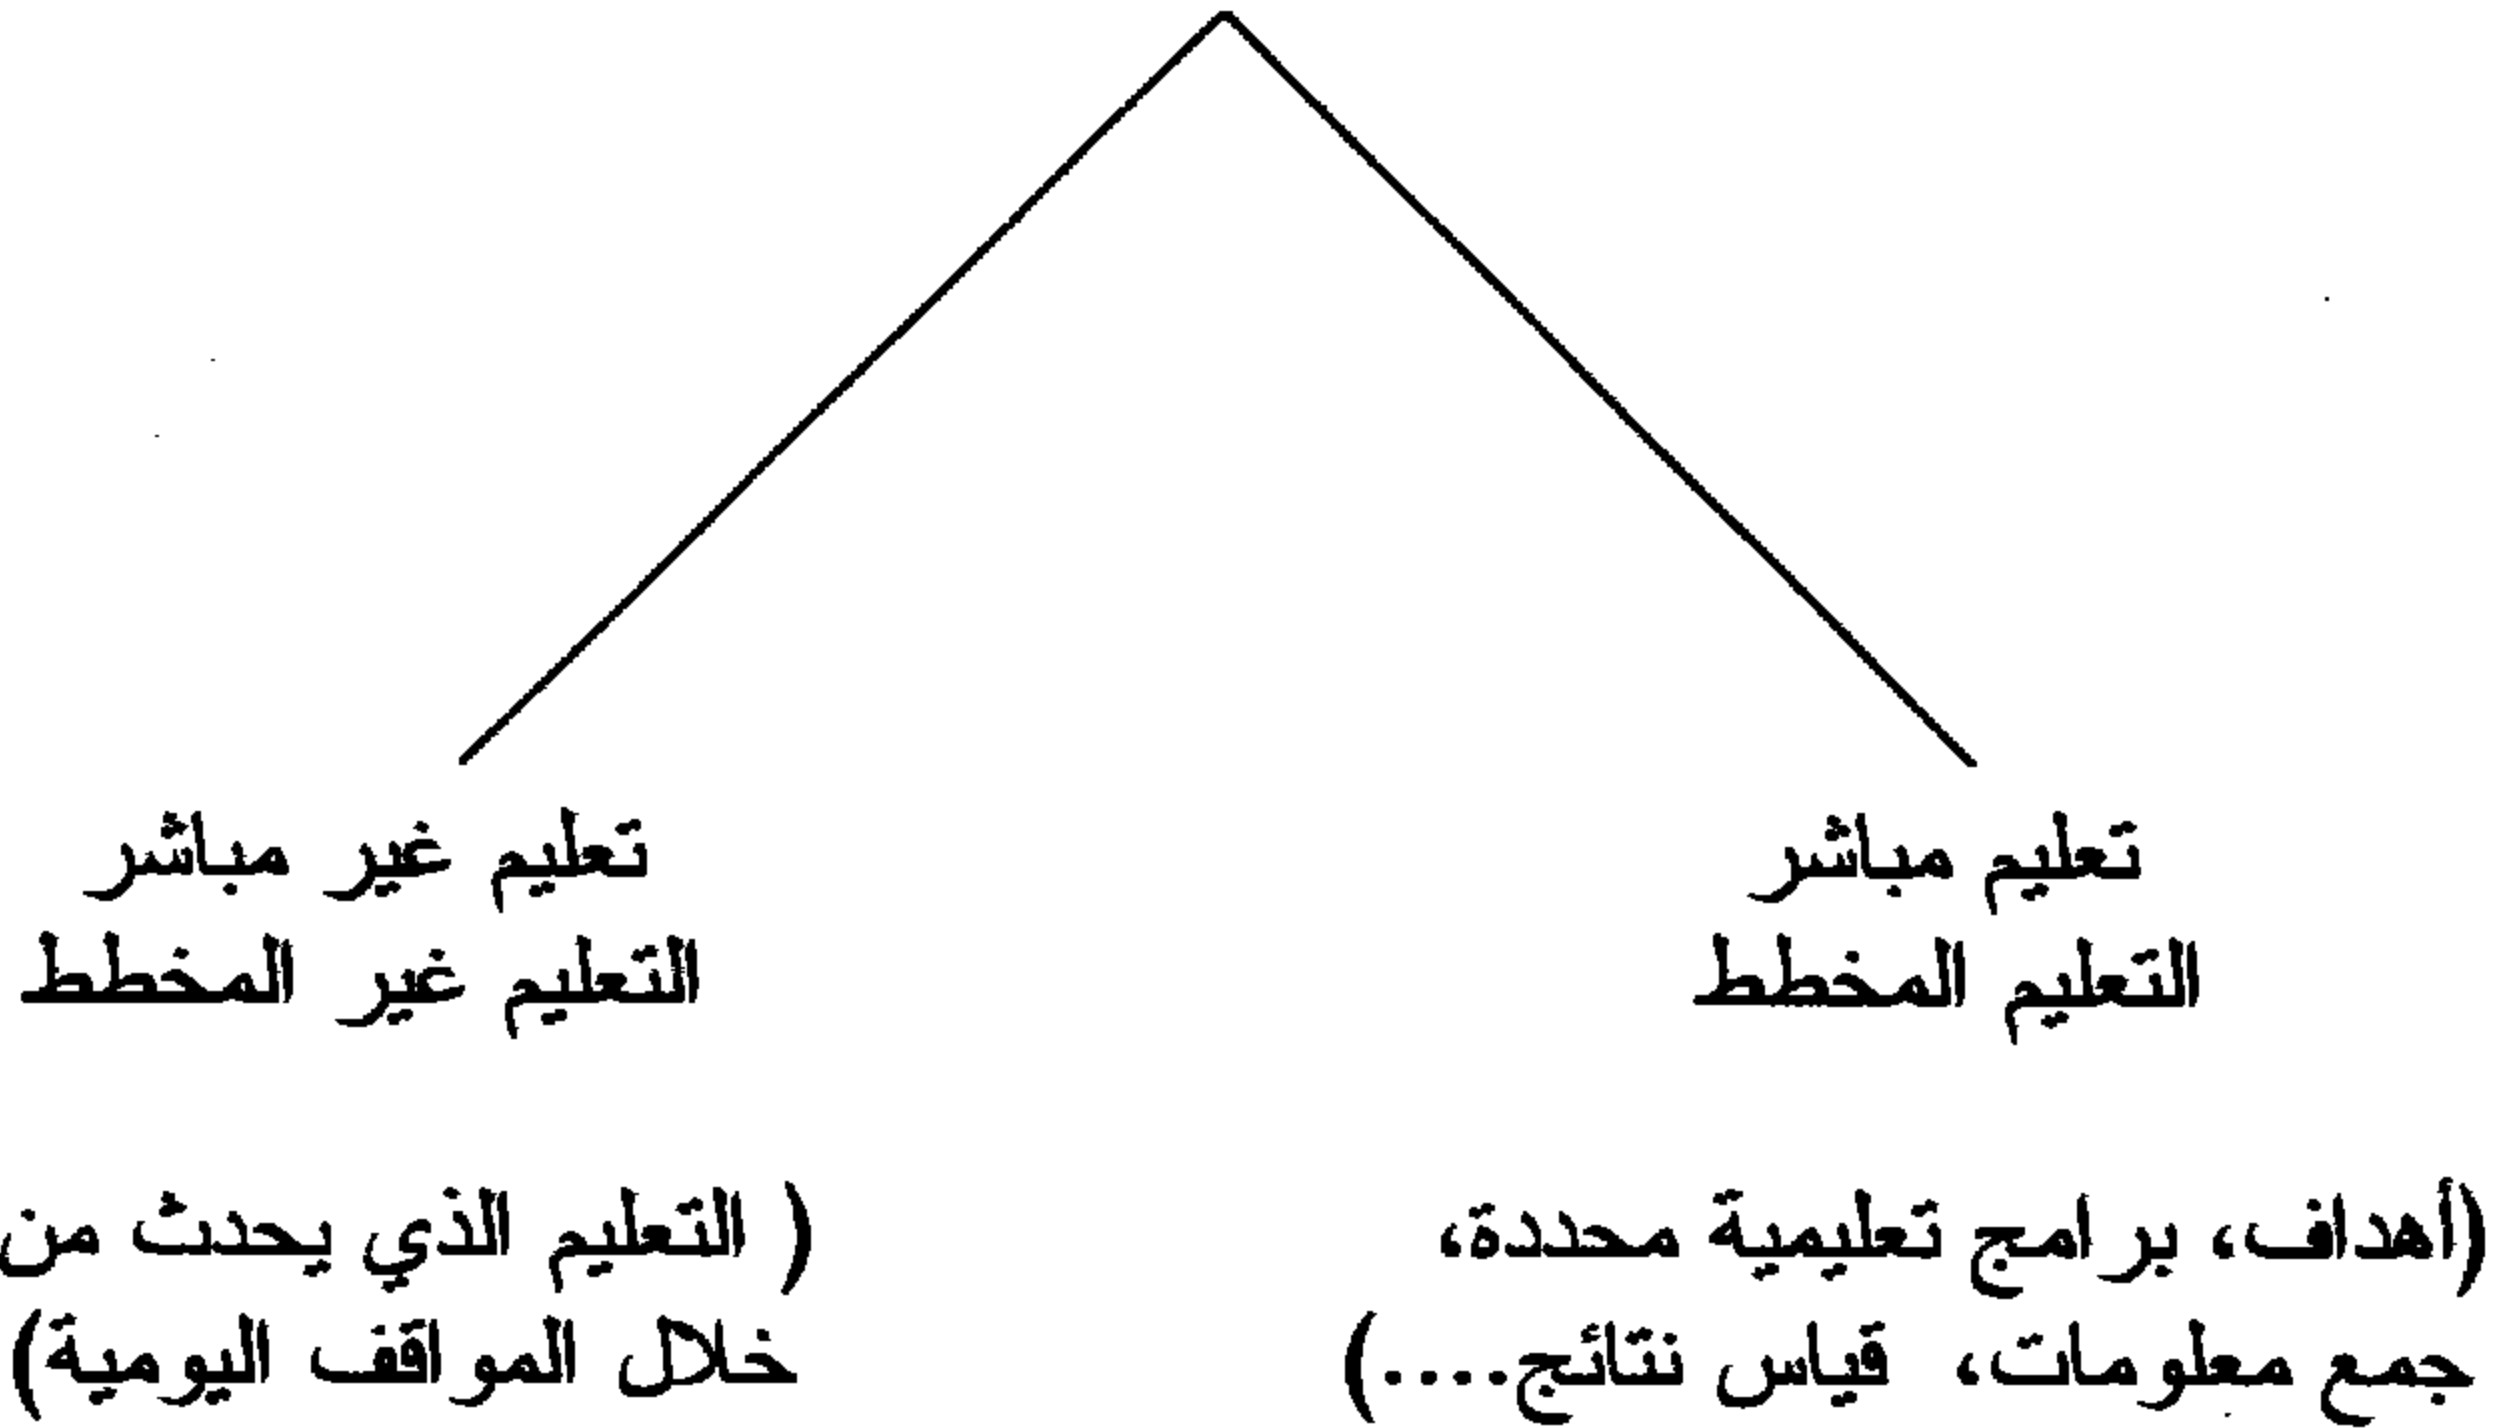 تعليم مباشر
التعليم المخطط
(أهداف، برامج تعليمية محددة،
جمع معلومات، قياس نتائج....)
تعليم غير مباشر
التعليم غير المخطط
( التعليم الذي يحدث من
خلال المواقف اليومية)